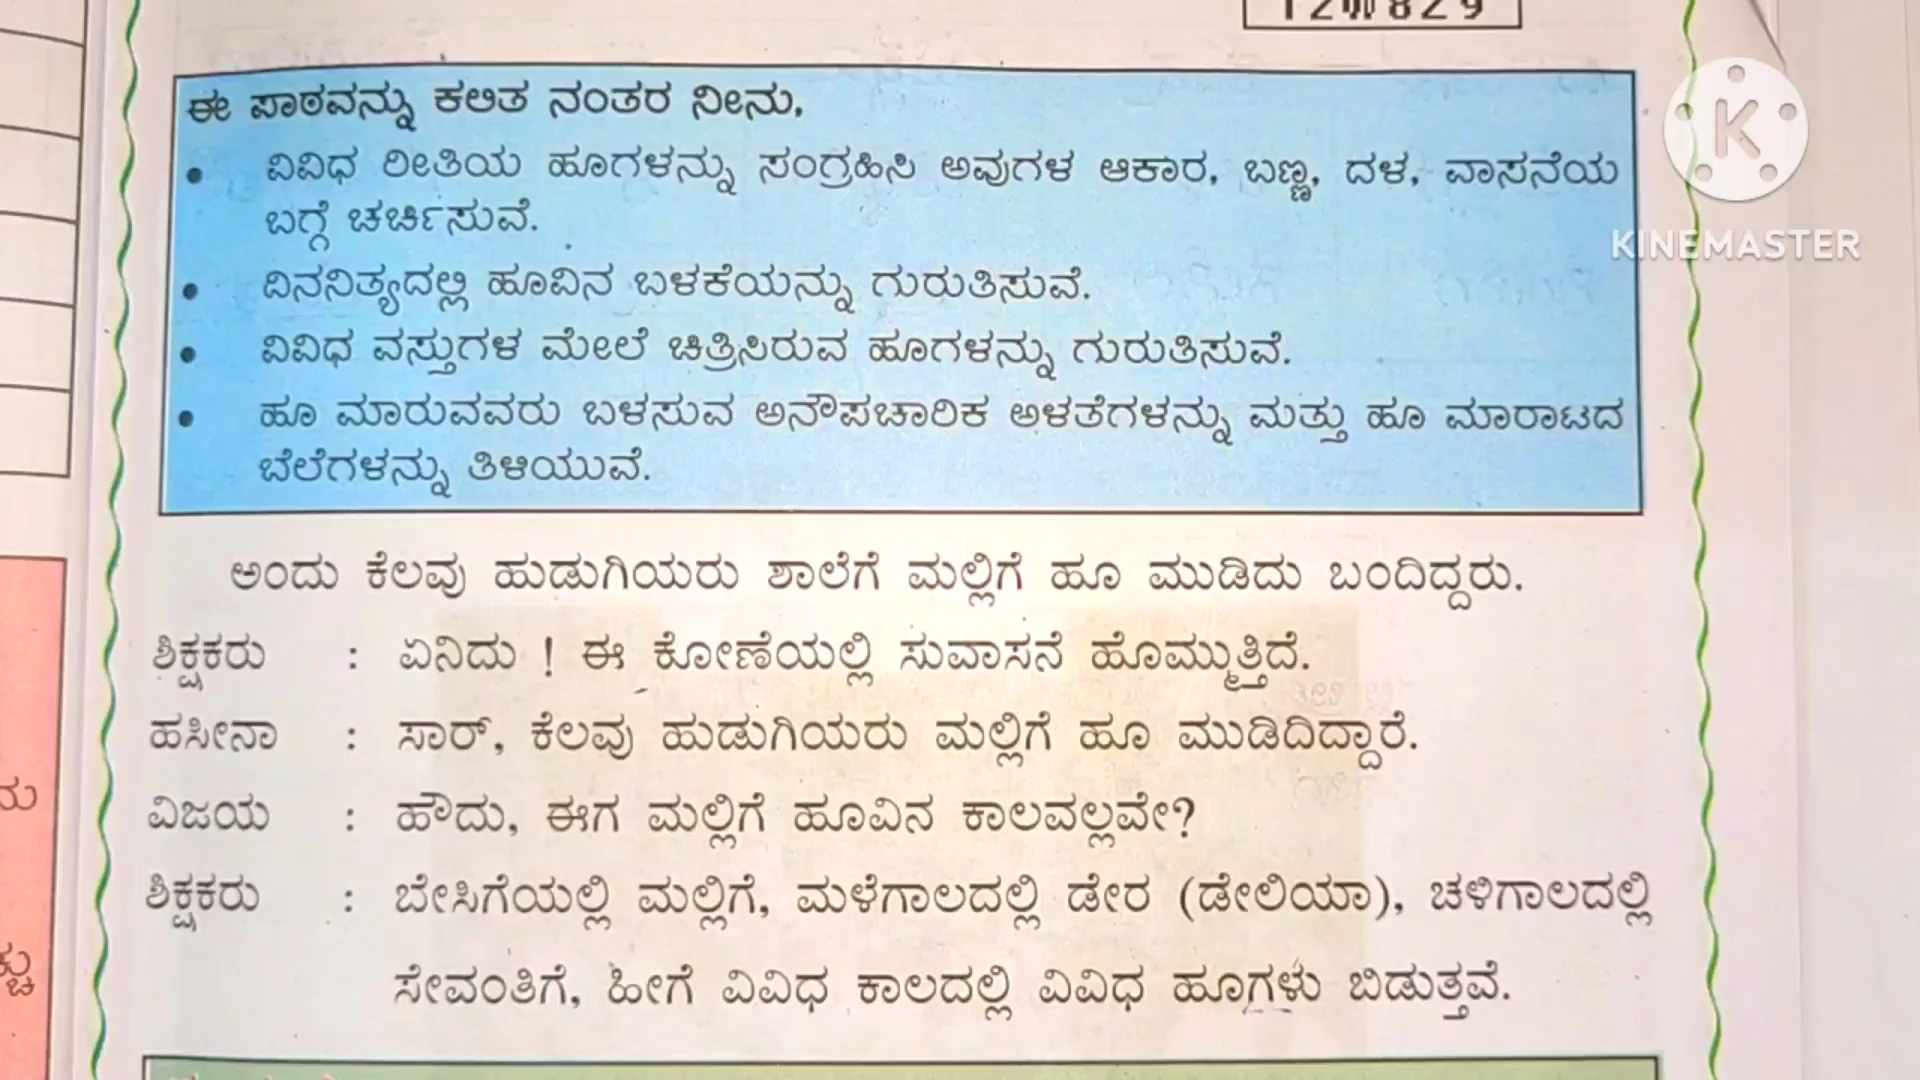 T2W8Z9
ಈ ಪಾಠವನ್ನು ಕಲಿತ ನಂತರ ನೀನು,
• ವಿವಿಧ ರೀತಿಯ ಹೂಗಳನ್ನು ಸಂಗ್ರಹಿಸಿ ಅವುಗಳ ಆಕಾರ, ಬಣ್ಣ, ದಳ, ವಾಸನೆಯ
ಬಗ್ಗೆ ಚರ್ಚಿಸುವೆ.
• ದಿನನಿತ್ಯದಲ್ಲಿ ಹೂವಿನ ಬಳಕೆಯನ್ನು ಗುರುತಿಸುವೆ.
• ವಿವಿಧ ವಸ್ತುಗಳ ಮೇಲೆ ಚಿತ್ರಿಸಿರುವ ಹೂಗಳನ್ನು ಗುರುತಿಸುವೆ.
• ಹೂ ಮಾರುವವರು ಬಳಸುವ ಅನೌಪಚಾರಿಕ ಅಳತೆಗಳನ್ನು ಮತ್ತು ಹೂ ಮಾರಾಟದ
ಬೆಲೆಗಳನ್ನು ತಿಳಿಯುವೆ.
K
KINEMASTER
ಅಂದು ಕೆಲವು ಹುಡುಗಿಯರು ಶಾಲೆಗೆ ಮಲ್ಲಿಗೆ ಹೂ ಮುಡಿದು ಬಂದಿದ್ದರು.
ಶಿಕ್ಷಕರು : ಏನಿದು ! ಈ ಕೋಣೆಯಲ್ಲಿ ಸುವಾಸನೆ ಹೊಮ್ಮುತ್ತಿದೆ.
ಹಸೀನಾ : ಸಾರ್, ಕೆಲವು ಹುಡುಗಿಯರು ಮಲ್ಲಿಗೆ ಹೂ ಮುಡಿದಿದ್ದಾರೆ.
ವಿಜಯ : ಹೌದು, ಈಗ ಮಲ್ಲಿಗೆ ಹೂವಿನ ಕಾಲವಲ್ಲವೇ?
ಶಿಕ್ಷಕರು : ಬೇಸಿಗೆಯಲ್ಲಿ ಮಲ್ಲಿಗೆ, ಮಳೆಗಾಲದಲ್ಲಿ ಡೇರ (ಡೇಲಿಯಾ), ಚಳಿಗಾಲದಲ್ಲಿ
ಸೇವಂತಿಗೆ, ಹೀಗೆ ವಿವಿಧ ಕಾಲದಲ್ಲಿ ವಿವಿಧ ಹೂಗಳು ಬಿಡುತ್ತವೆ.